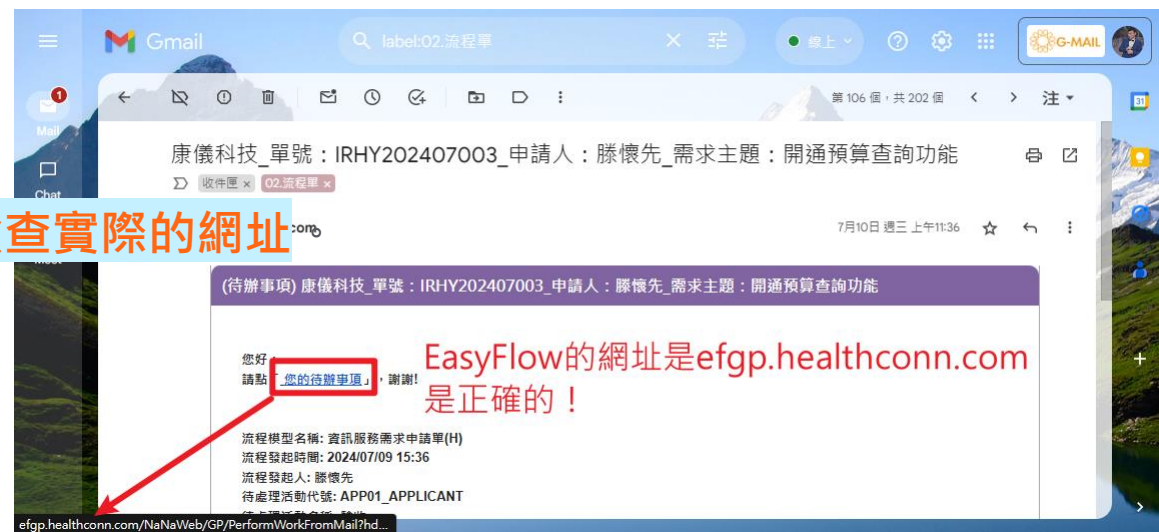 Gmail
label:02.流程單
線上
G-MAIL
1
Mail
第 106 個，共 202 個
注
31
康儀科技_單號：IRHY202407003_申請人：滕懷先_需求主題：開通預算查詢功能
收件匣 x
02.流程單 x
Chat
查實際的網址
.com
7月10日 週三 上午11:36
Meet
(待辦事項) 康儀科技_單號：IRHY202407003_申請人：滕懷先_需求主題：開通預算查詢功能
您好，
請點「 您的待辦事項」，謝謝!
EasyFlow的網址是efgp.healthconn.com
是正確的！
流程模型名稱: 資訊服務需求申請單(H)
流程發起時間: 2024/07/09 15:36
流程發起人: 滕懷先
待處理活動代號: APP01_APPLICANT
efgp.healthconn.com/NaNaWeb/GP/PerformWorkFromMail?hd...